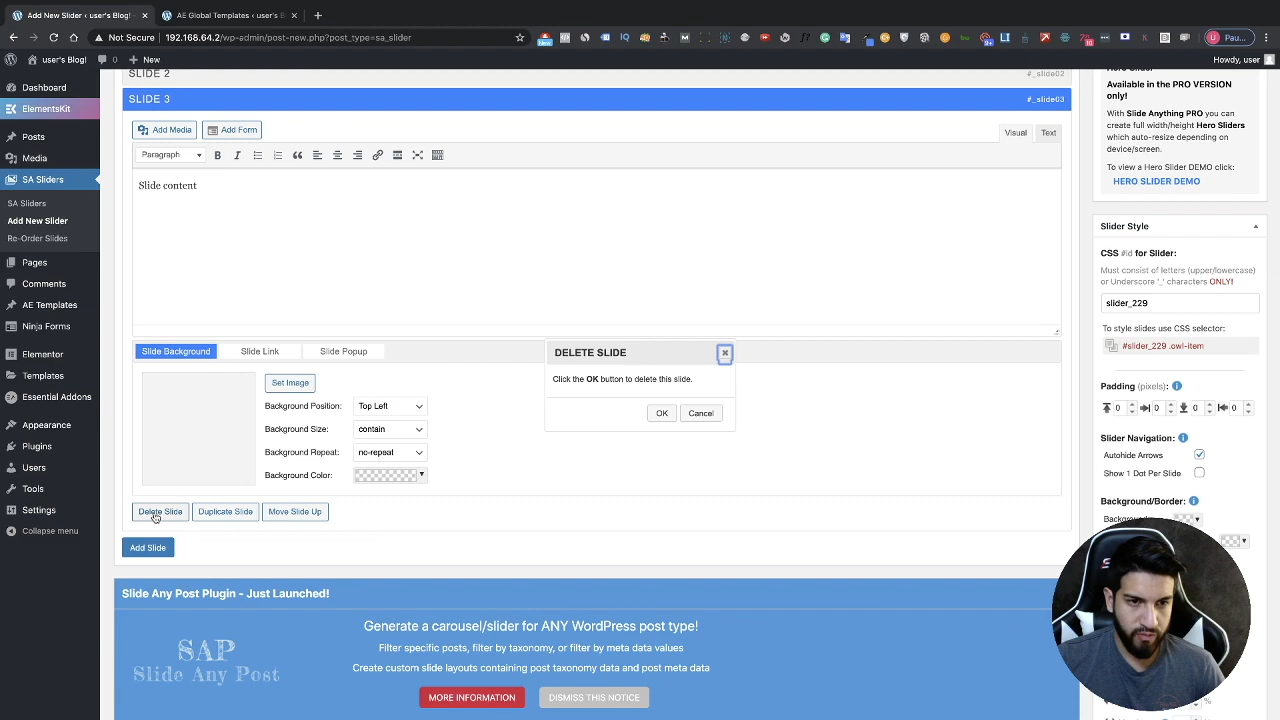 Add New Slider ‹ user's Blog! -
AE Global Templates ‹ user's B
Not Secure | 192.168.64.2/wp-admin/post-new.php?post_type=sa_slider
user's Blog!
0
New
Howdy, user
Dashboard
ElementsKit
Posts
Media
SA Sliders
SA Sliders
Add New Slider
Re-Order Slides
Pages
Comments
AE Templates
Ninja Forms
Elementor
Templates
Essential Addons
Appearance
Plugins
Users
Tools
Settings
Collapse menu
SLIDE 2
#_slide02
SLIDE 3
#_slide03
Add Media
Add Form
Visual
Text
Paragraph
Slide content
Slide Background
Slide Link
Slide Popup
Set Image
Background Position:
Top Left
Background Size:
contain
Background Repeat:
no-repeat
Background Color:
DELETE SLIDE
Click the OK button to delete this slide.
OK
Cancel
Delete Slide
Duplicate Slide
Move Slide Up
Add Slide
Slide Any Post Plugin - Just Launched!
SAP
Slide Any Post
Generate a carousel/slider for ANY WordPress post type!
Filter specific posts, filter by taxonomy, or filter by meta data values
Create custom slide layouts containing post taxonomy data and post meta data
MORE INFORMATION
DISMISS THIS NOTICE
Available in the PRO VERSION
only!
With Slide Anything PRO you can
create full width/height Hero Sliders
which auto-resize depending on
device/screen.
To view a Hero Slider DEMO click:
HERO SLIDER DEMO
Slider Style
CSS #id for Slider:
Must consist of letters (upper/lowercase)
or Underscore '_' characters ONLY!
slider_229
To style slides use CSS selector:
#slider_229 .owl-item
Padding (pixels):
0 0 0 0
Slider Navigation:
Autohide Arrows
Show 1 Dot Per Slide
Background/Border:
%